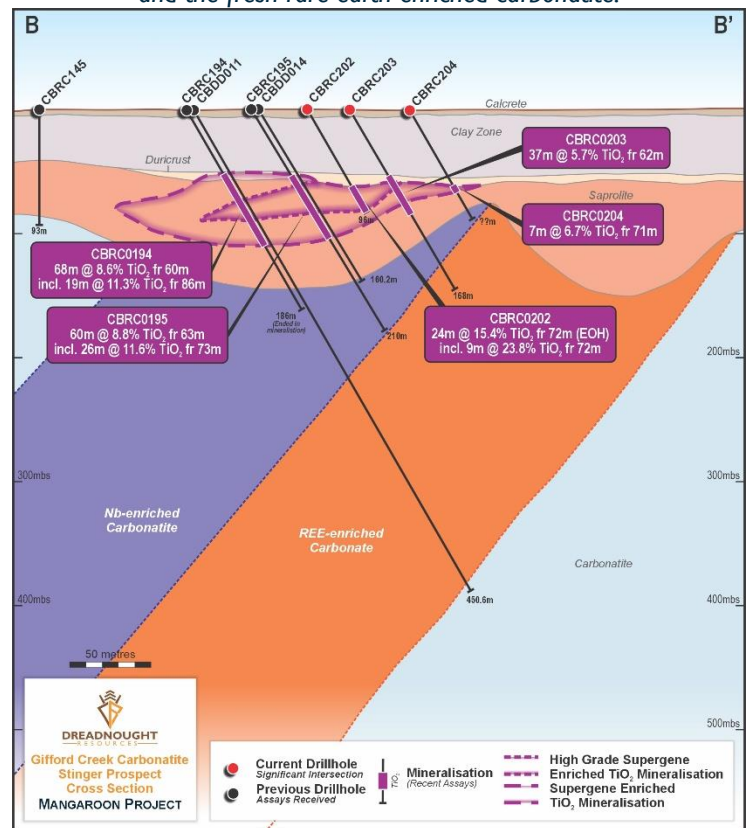 and the fresh rare earth enriched carbonatite.
B
B'
CBRC145
CBRC194
CBDD011
CBRC195
CBDD014
CBRC202
CBRC203
CBRC204
Calcrete
Clay Zone
Duricrust
Saprolite
CBRC0203
37m @ 5.7% TiO2 fr 62m
CBRC0204
7m @ 6.7% TiO2 fr 71m
93m
96m
??m
CBRC0194
68m @ 8.6% TiO2 fr 60m
incl. 19m @ 11.3% TiO2 fr 86m
CBRC0195
60m @ 8.8% TiO2 fr 63m
incl. 26m @ 11.6% TiO2 fr 73m
160.2m
168m
186m
(Ended in mineralisation)
210m
CBRC0202
24m @ 15.4% TiO2 fr 72m (EOH)
incl. 9m @ 23.8% TiO2 fr 72m
200mbs
300mbs
300mbs
Nb-enriched
Carbonatite
REE-enriched
Carbonate
Carbonatite
450.6m
400mbs
400mbs
50 metres
500mbs
DREADNOUGHT
RESOURCES
Gifford Creek Carbonatite
Stinger Prospect
Cross Section
MANGAROON PROJECT
Current Drillhole
Significant Intersection
Previous Drillhole
Assays Received
TiO2
Mineralisation
(Recent Assays)
High Grade Supergene
Enriched TiO2 Mineralisation
Supergene Enriched
TiO2 Mineralisation